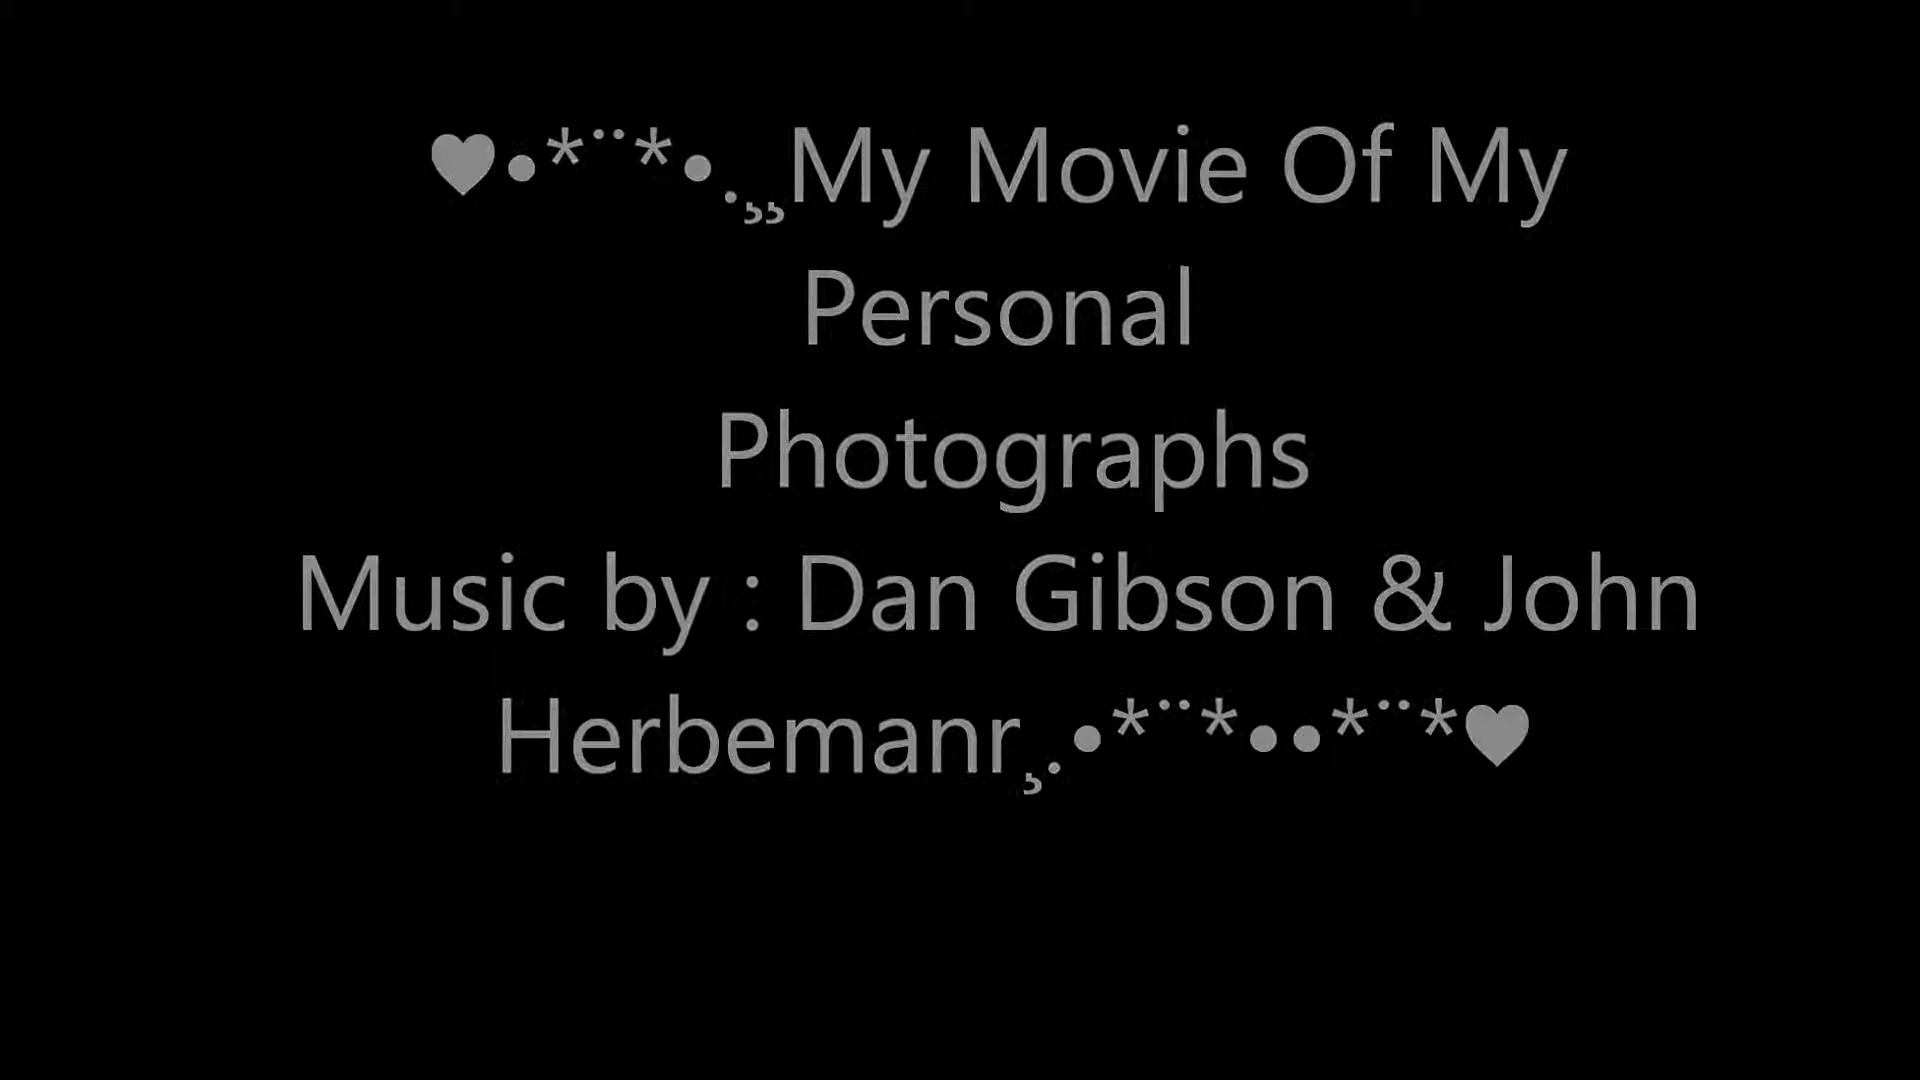 ♥•*¨*•.¸¸My Movie Of My
Personal
Photographs
Music by : Dan Gibson & John
Herbemanr¸.•*¨*••*¨*♥